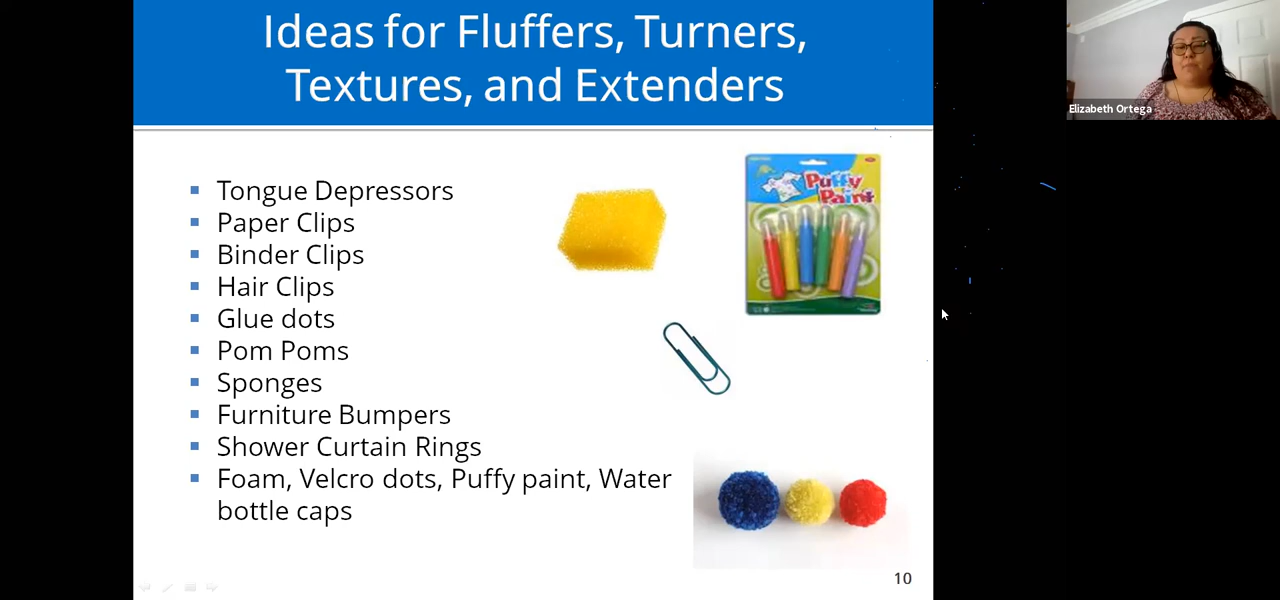 Ideas for Fluffers, Turners,
Textures, and Extenders
Elizabeth Ortega
Tongue Depressors
Paper Clips
Binder Clips
Hair Clips
Glue dots
Pom Poms
Sponges
Furniture Bumpers
Shower Curtain Rings
Foam, Velcro dots, Puffy paint, Water
bottle caps
Puffy
Paint
10